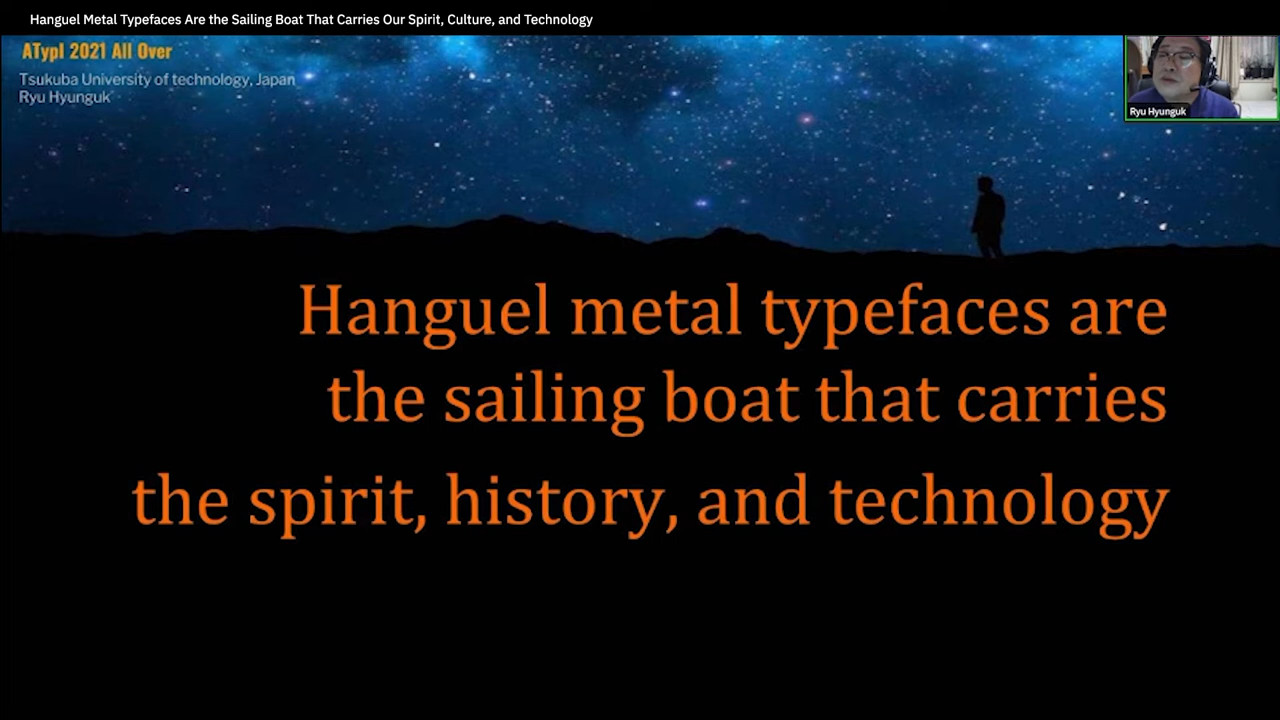 Hanguel Metal Typefaces Are the Sailing Boat That Carries Our Spirit, Culture, and Technology
ATypI 2021 All Over
Tsukuba University of technology, Japan
Ryu Hyunguk
Ryu Hyunguk
Hanguel metal typefaces are
the sailing boat that carries
the spirit, history, and technology